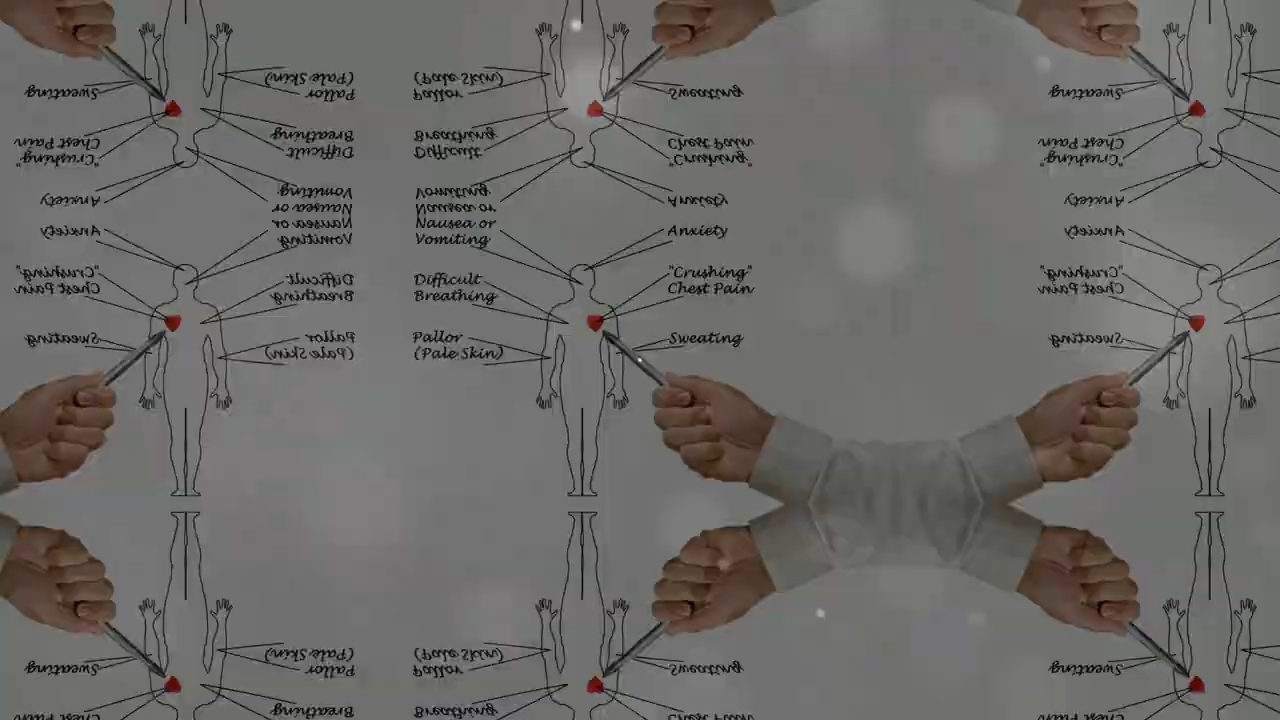 Nausea or
Vomiting
Anxiety
Difficult
Breathing
"Crushing"
Chest Pain
Pallor
(Pale Skin)
Sweating